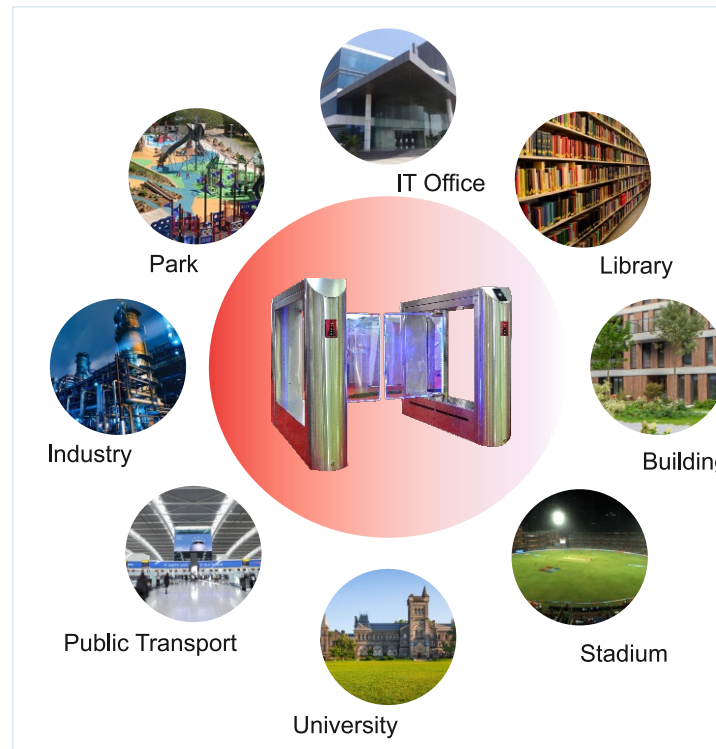 IT Office
Park
Library
Industry
Building
Public Transport
Stadium
University